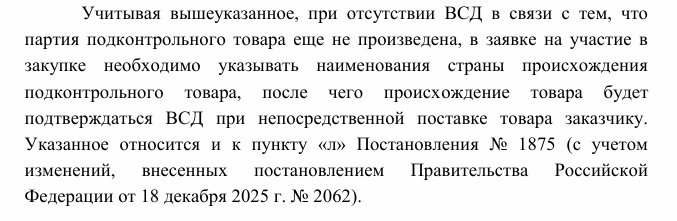 Учитывая вышеуказанное, при отсутствии ВСД в связи с тем, что
партия подконтрольного товара еще не произведена, в заявке на участие в
закупке необходимо указывать наименования страны происхождения
подконтрольного товара, после чего происхождение товара будет
подтверждаться ВСД при непосредственной поставке товара заказчику.
Указанное относится и к пункту «л» Постановления № 1875 (с учетом
изменений, внесенных постановлением Правительства Российской
Федерации от 18 декабря 2025 г. № 2062).